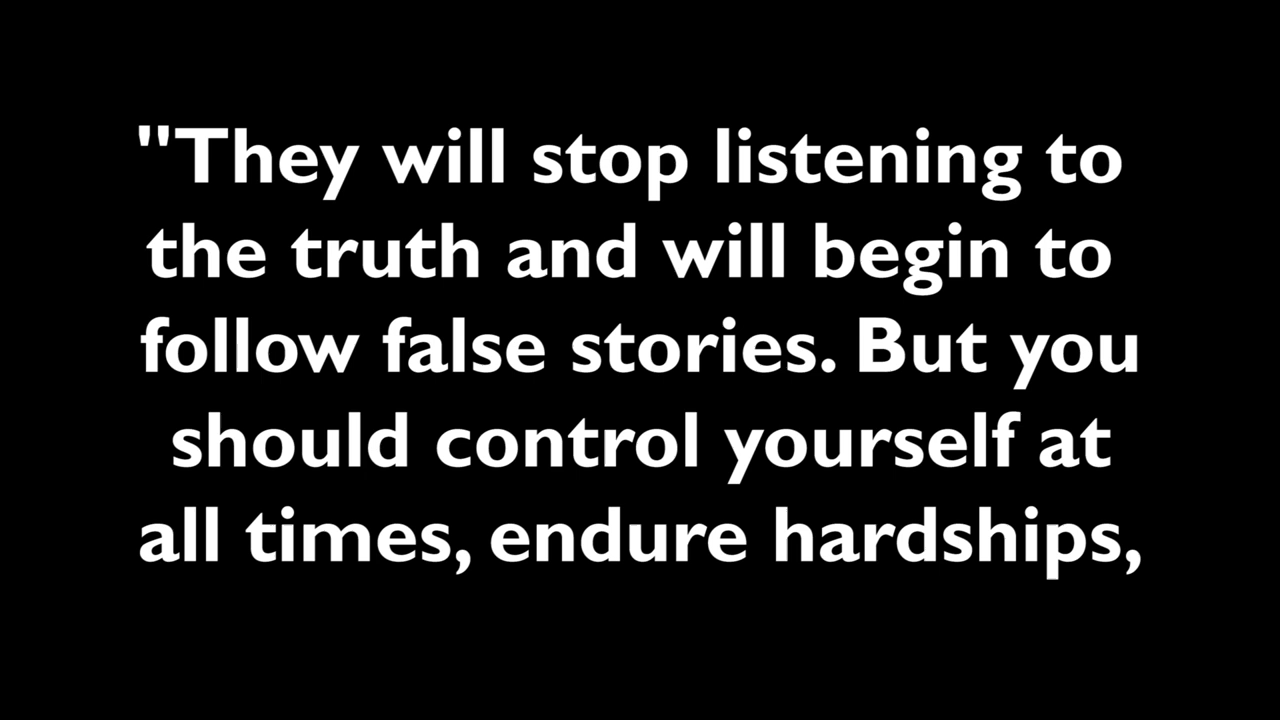 "They will stop listening to
the truth and will begin to
follow false stories. But you
should control yourself at
all times, endure hardships,